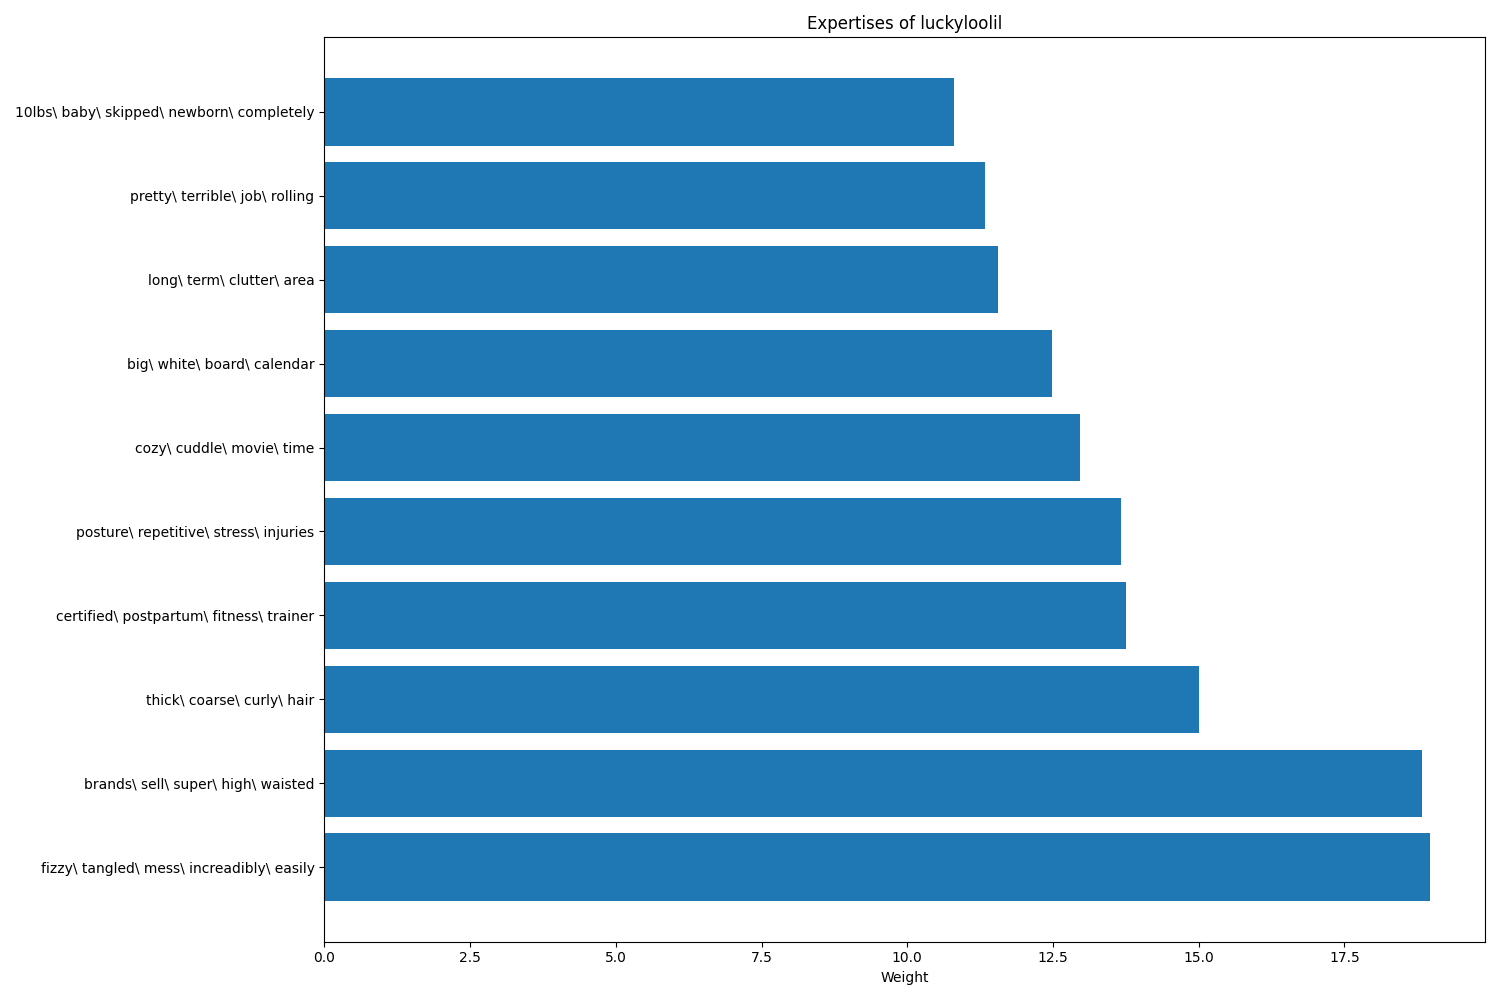 Expertises of luckyloolil
10lbs\ baby\ skipped\ newborn\ completely
pretty\ terrible\ job\ rolling
long\ term\ clutter\ area
big\ white\ board\ calendar
cozy\ cuddle\ movie\ time
posture\ repetitive\ stress\ injuries
certified\ postpartum\ fitness\ trainer
thick\ coarse\ curly\ hair
brands\ sell\ super\ high\ waisted
fizzy\ tangled\ mess\ increadibly\ easily
0.0 2.5 5.0 7.5 10.0 12.5 15.0 17.5
Weight